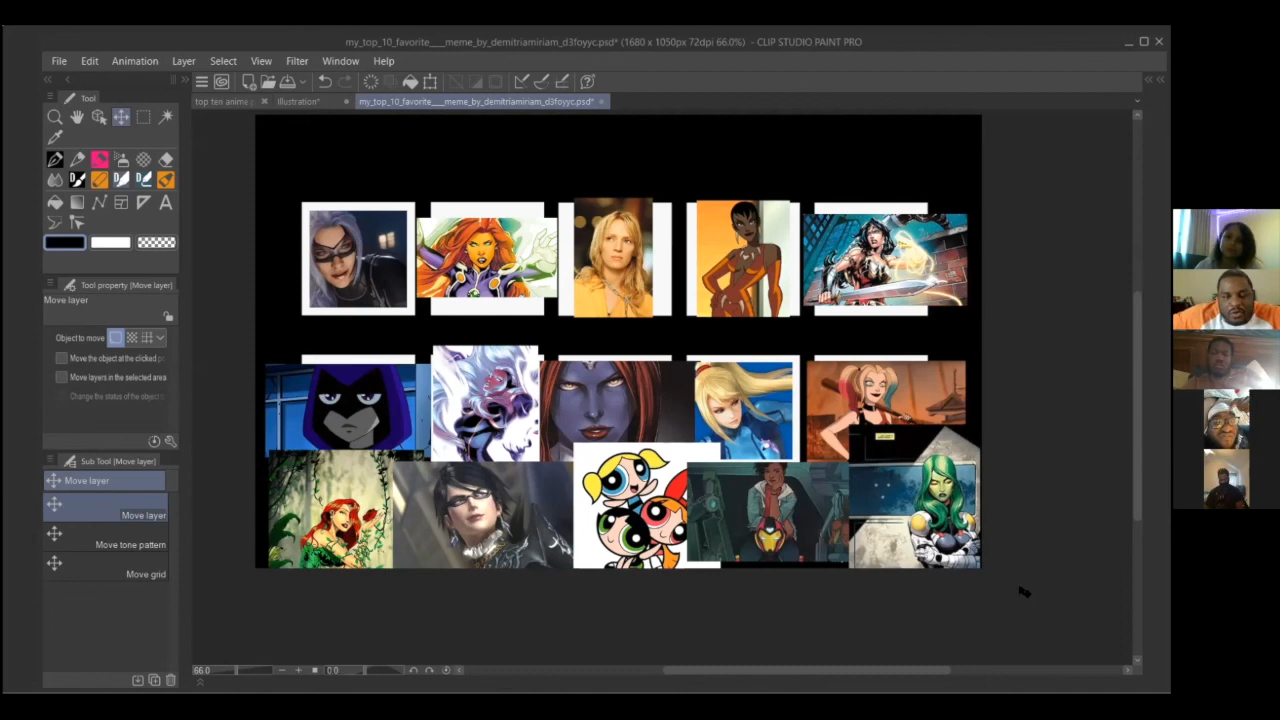 my_top_10_favorite___meme_by_demitriamiriam_d3foyyc.psd* (1680 x 1050px 72dpi 66.0%) - CLIP STUDIO PAINT PRO
File Edit Animation Layer Select View Filter Window Help
Tool
top ten anime
Illustration*
my_top_10_favorite___meme_by_demitriamiriam_d3foyyc.psd*
Tool property [Move layer]
Move layer
Object to move
Move the object at the clicked p
Move layers in the selected area
Change the status of the object
Sub Tool [Move layer]
Move layer
Move layer
Move tone pattern
Move grid
66.0
0.0